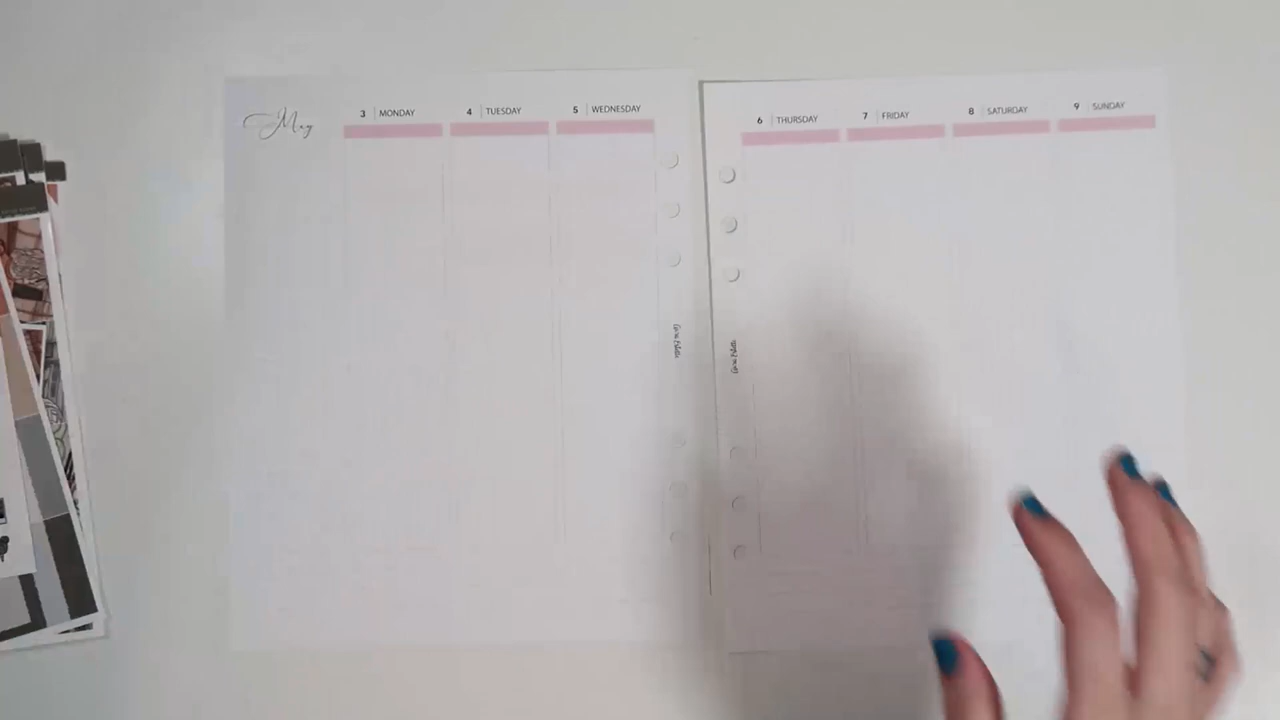 May
3 MONDAY
4 TUESDAY
5 WEDNESDAY
6 THURSDAY
7 FRIDAY
8 SATURDAY
9 SUNDAY